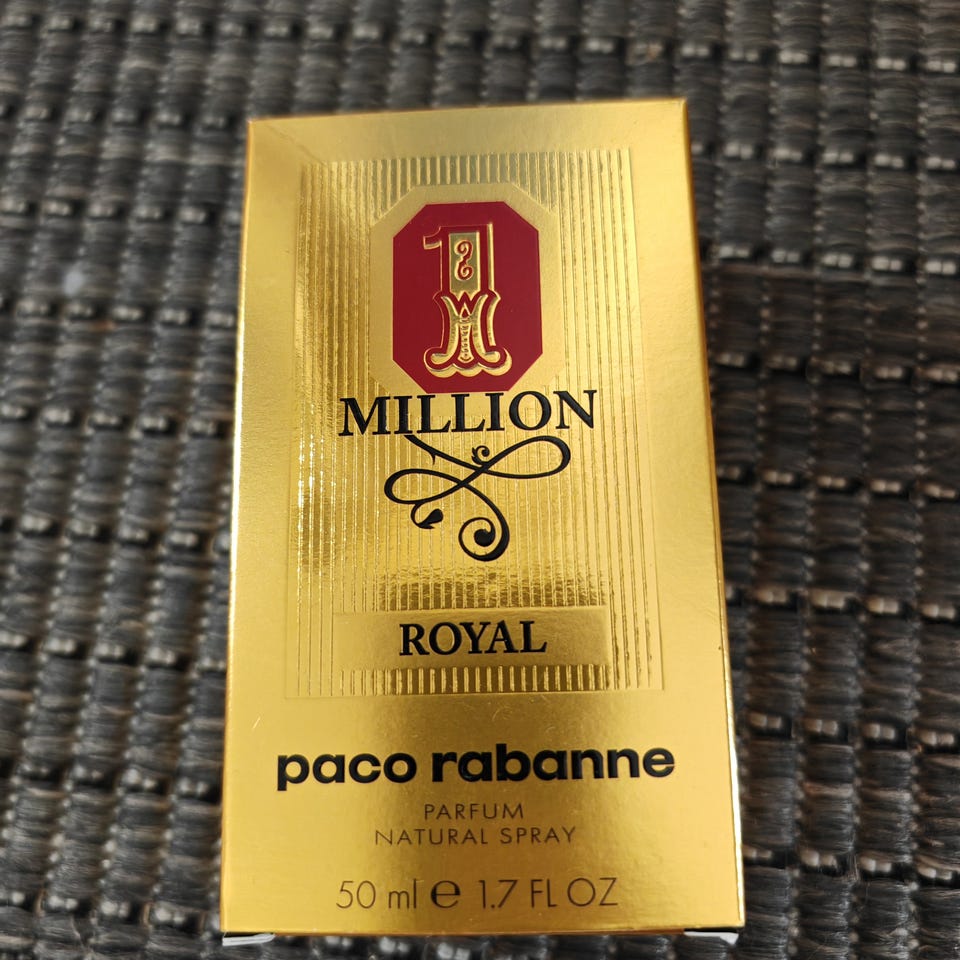 1
MILLION
ROYAL
paco rabanne
PARFUM
NATURAL SPRAY
50 ml ℮ 1.7 FL OZ